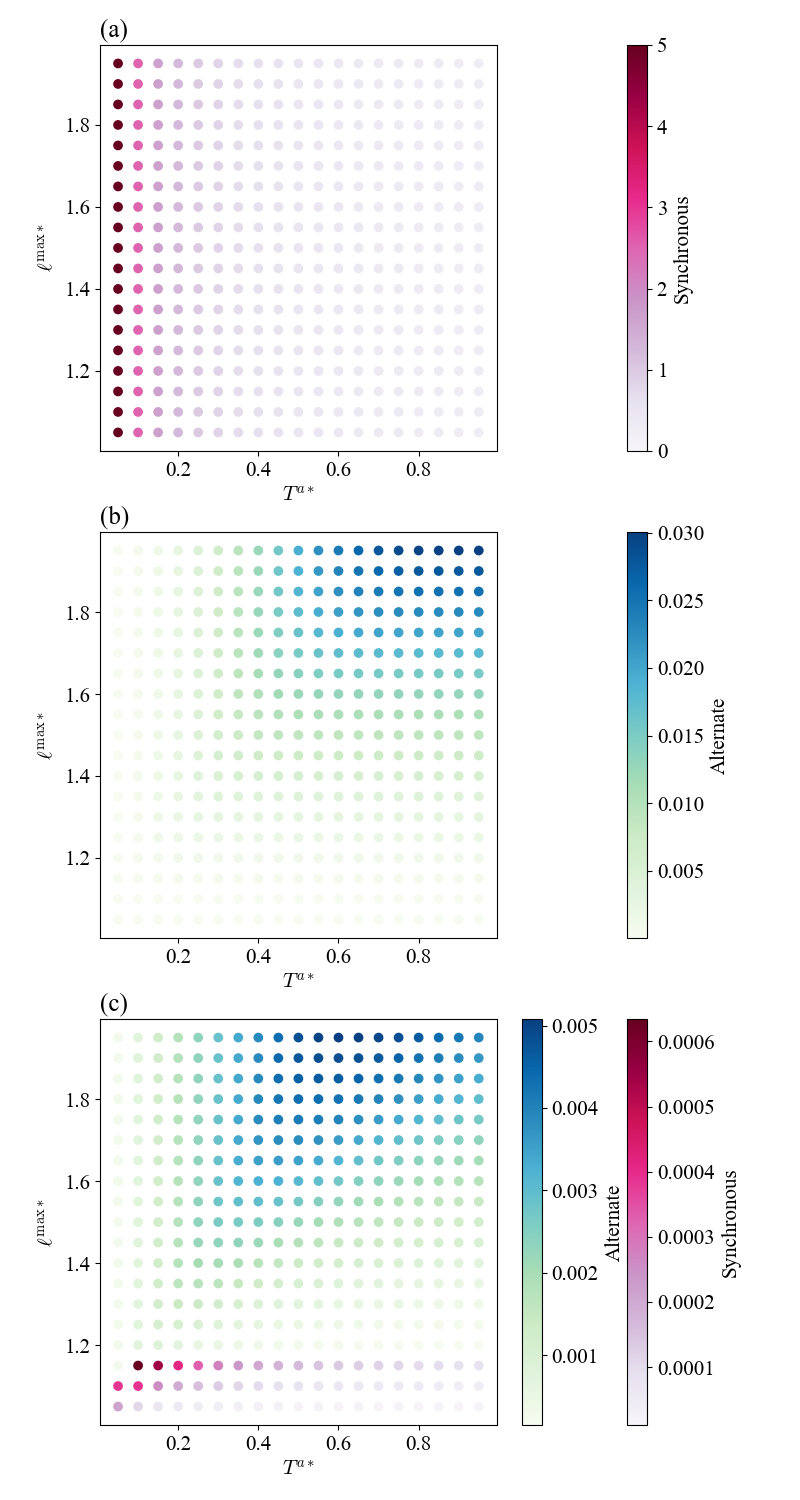 (a)
1.8
1.6
1.4
1.2
ℓ^{max∗}
0.2 0.4 0.6 0.8
T^{a∗}
5
4
3
2
1
0
Synchronous
(b)
1.8
1.6
1.4
1.2
ℓ^{max∗}
0.2 0.4 0.6 0.8
T^{a∗}
0.030
0.025
0.020
0.015
0.010
0.005
Alternate
(c)
1.8
1.6
1.4
1.2
ℓ^{max∗}
0.2 0.4 0.6 0.8
T^{a∗}
0.005
0.004
0.003
0.002
0.001
Alternate
0.0006
0.0005
0.0004
0.0003
0.0002
0.0001
Synchronous